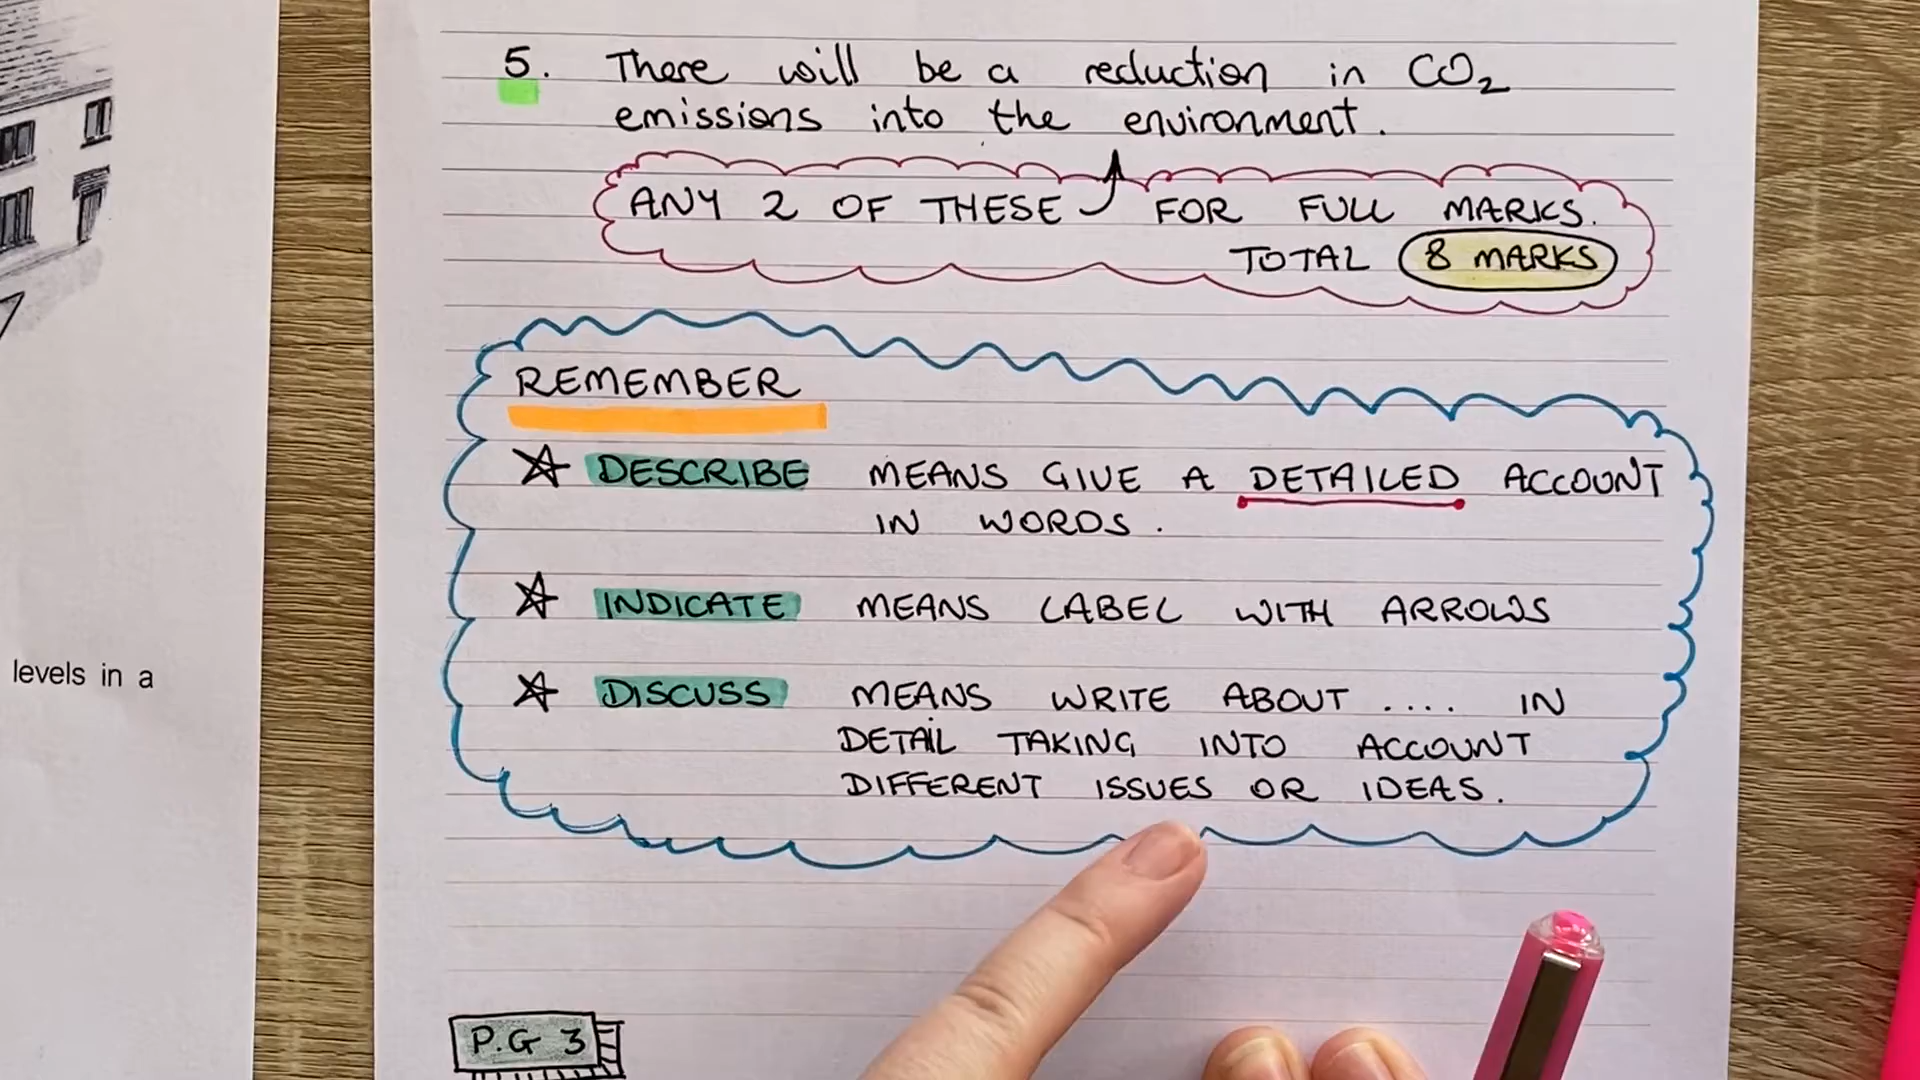 5. There will be a reduction in CO₂
emissions into the environment.
ANY 2 OF THESE FOR FULL MARKS.
TOTAL 8 MARKS
REMEMBER
DESCRIBE MEANS GIVE A DETAILED ACCOUNT
IN WORDS.
INDICATE MEANS LABEL WITH ARROWS
DISCUSS MEANS WRITE ABOUT .... IN
DETAIL TAKING INTO ACCOUNT
DIFFERENT ISSUES OR IDEAS.
levels in a
P.G 3